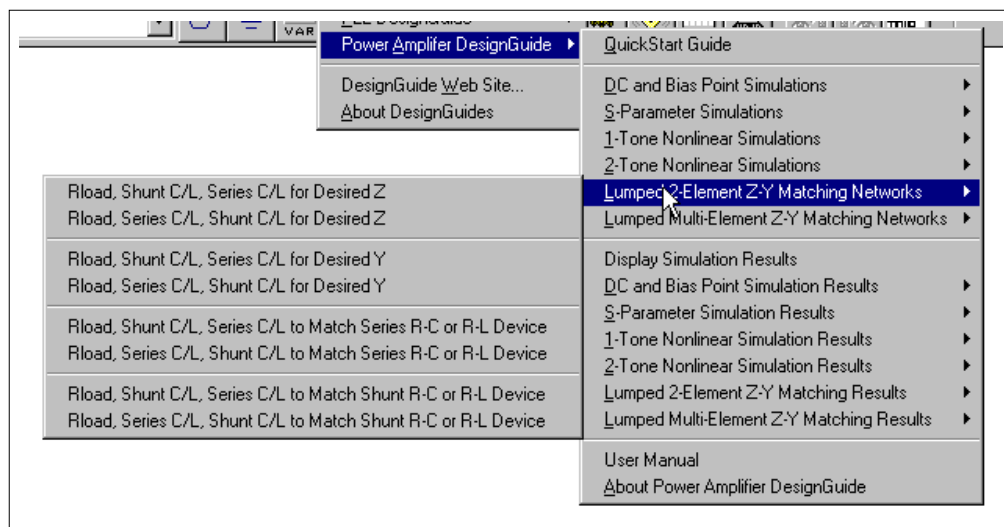 VAR
PLL DesignGuide
Power Amplifer DesignGuide
DesignGuide Web Site...
About DesignGuides
QuickStart Guide
DC and Bias Point Simulations
S-Parameter Simulations
1-Tone Nonlinear Simulations
2-Tone Nonlinear Simulations
Lumped 2-Element Z-Y Matching Networks
Lumped Multi-Element Z-Y Matching Networks
Display Simulation Results
DC and Bias Point Simulation Results
S-Parameter Simulation Results
1-Tone Nonlinear Simulation Results
2-Tone Nonlinear Simulation Results
Lumped 2-Element Z-Y Matching Results
Lumped Multi-Element Z-Y Matching Results
User Manual
About Power Amplifier DesignGuide
Rload, Shunt C/L, Series C/L for Desired Z
Rload, Series C/L, Shunt C/L for Desired Z
Rload, Shunt C/L, Series C/L for Desired Y
Rload, Series C/L, Shunt C/L for Desired Y
Rload, Shunt C/L, Series C/L to Match Series R-C or R-L Device
Rload, Series C/L, Shunt C/L to Match Series R-C or R-L Device
Rload, Shunt C/L, Series C/L to Match Shunt R-C or R-L Device
Rload, Series C/L, Shunt C/L to Match Shunt R-C or R-L Device